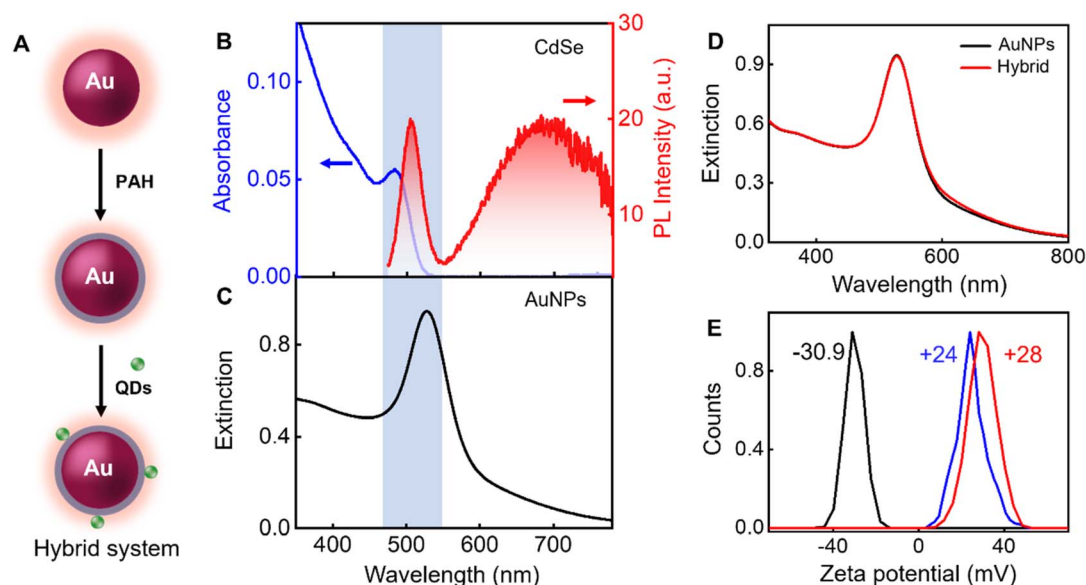 A
Au
PAH
Au
QDs
Au
Hybrid system
B
CdSe
Absorbance
0.10
0.05
0.00
30
20
10
PL Intensity (a.u.)
C
AuNPs
Extinction
0.8
0.4
0.0
400 500 600 700
Wavelength (nm)
D
AuNPs
Hybrid
Extinction
0.9
0.6
0.3
0.0
400 600 800
Wavelength (nm)
E
-30.9
+24
+28
Counts
1.0
0.5
0.0
-40 0 40
Zeta potential (mV)